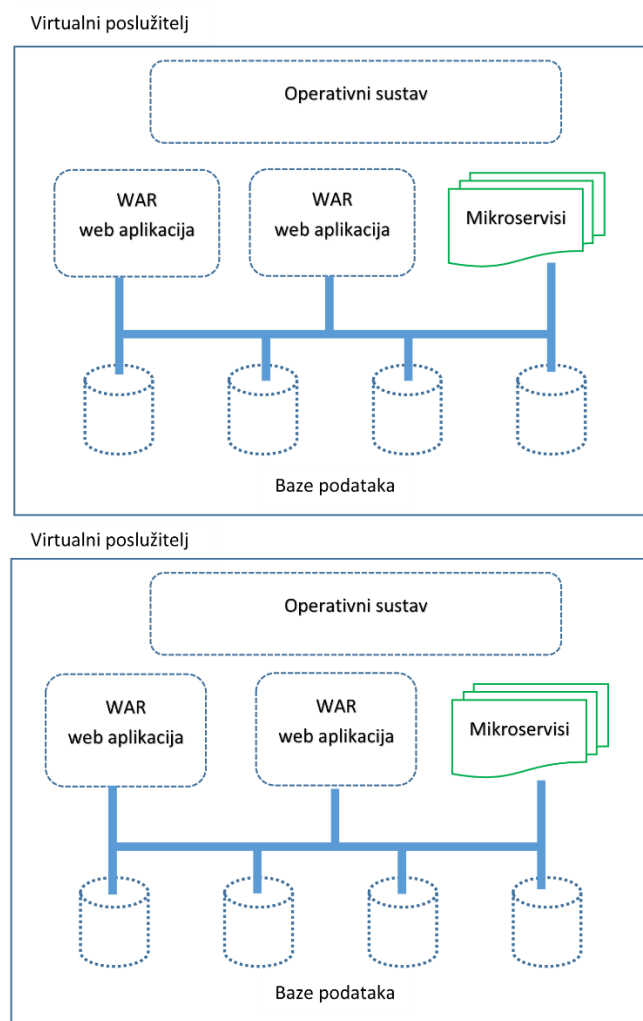 Virtualni poslužitelj
Operativni sustav
WAR
web aplikacija
WAR
web aplikacija
Mikroservisi
Baze podataka
Virtualni poslužitelj
Operativni sustav
WAR
web aplikacija
WAR
web aplikacija
Mikroservisi
Baze podataka